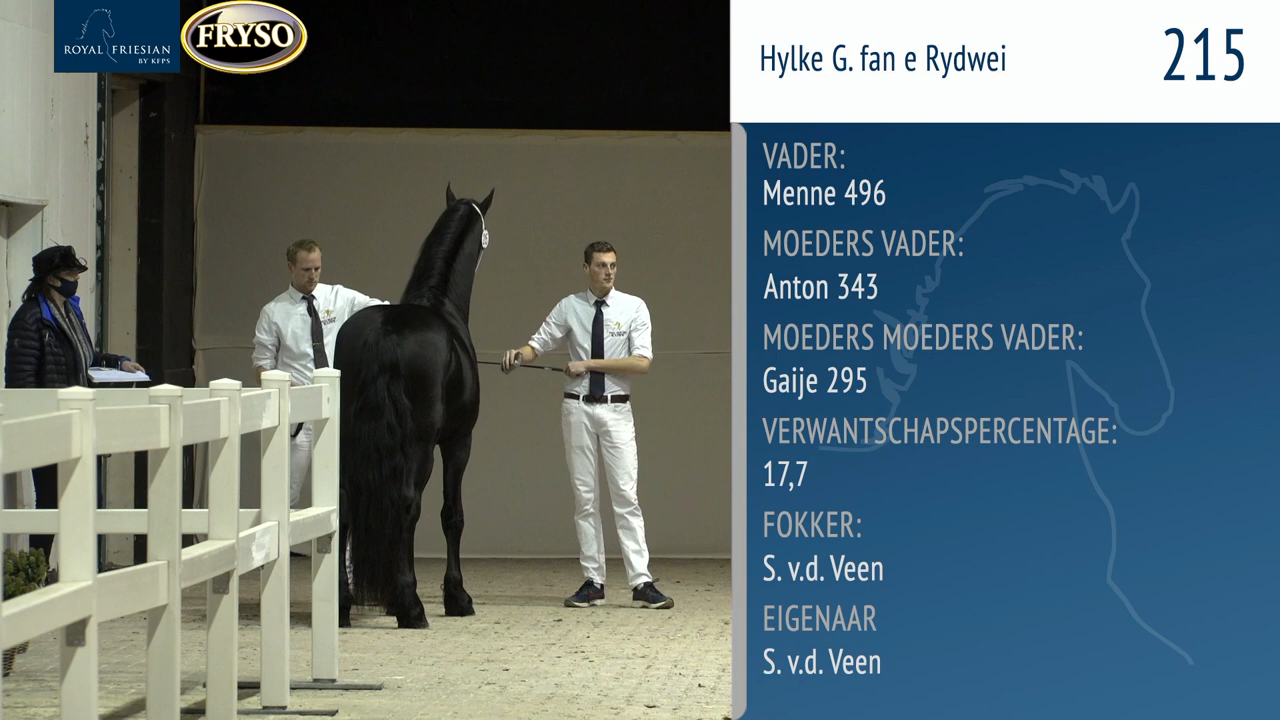 ROYAL FRIESIAN
BY KFPS
FRYSO
Hylke G. fan e Rydwei
215
VADER:
Menne 496
MOEDERS VADER:
Anton 343
MOEDERS MOEDERS VADER:
Gaije 295
VERWANTSCHAPSPERCENTAGE:
17,7
FOKKER:
S. v.d. Veen
EIGENAAR
S. v.d. Veen